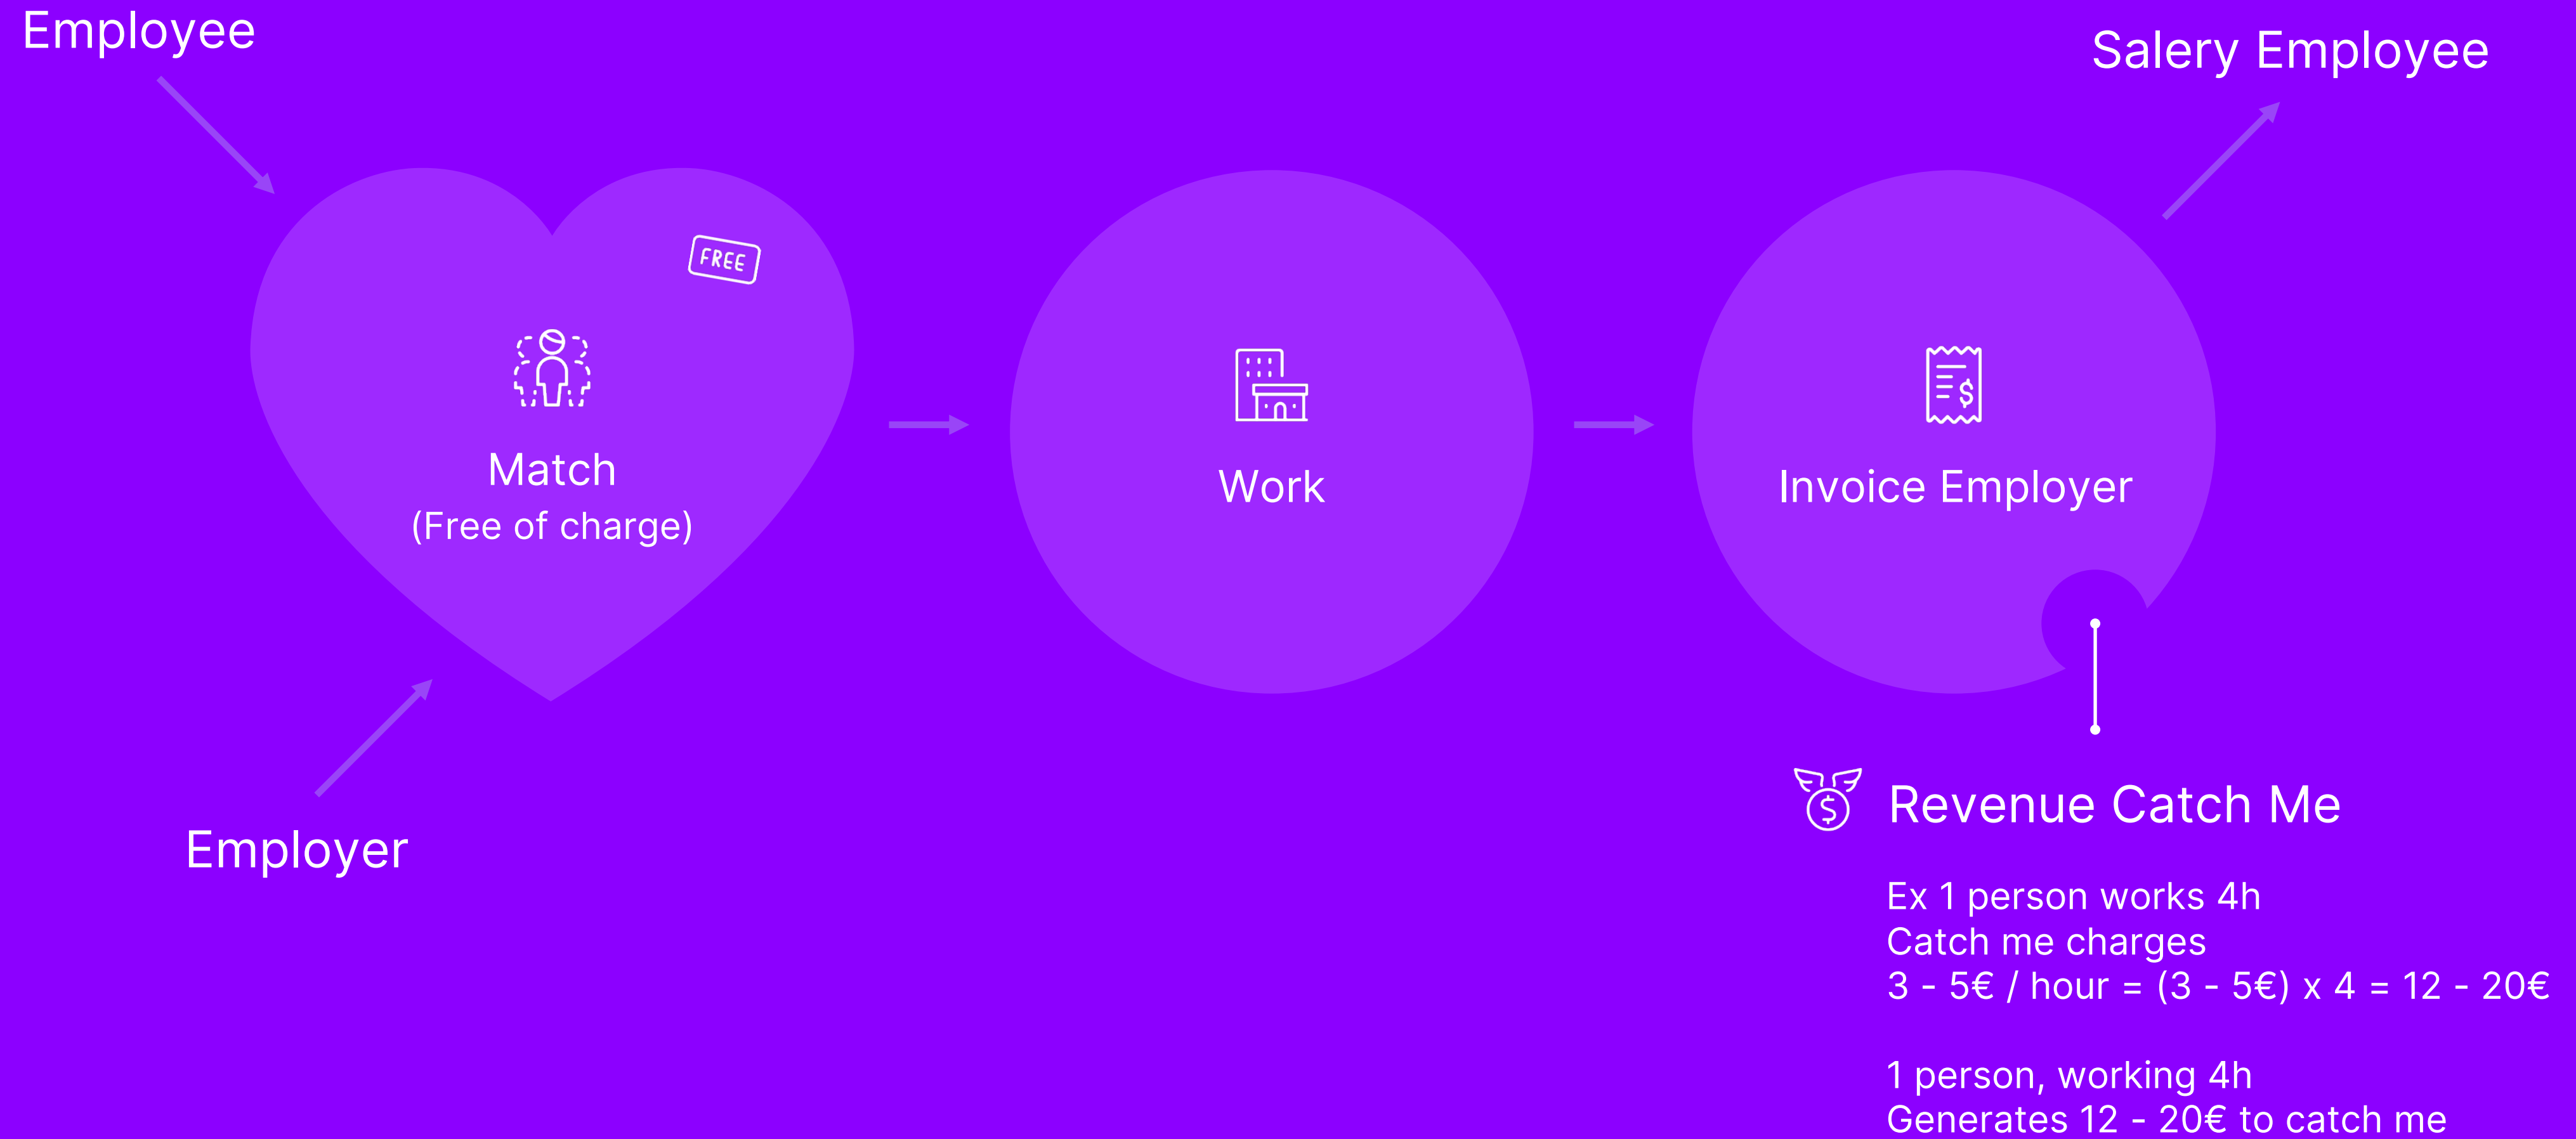 Employee
Salery Employee
FREE
Match
(Free of charge)
Work
Invoice Employer
Employer
$ Revenue Catch Me
Ex 1 person works 4h
Catch me charges
3 - 5€ / hour = (3 - 5€) x 4 = 12 - 20€
1 person, working 4h
Generates 12 - 20€ to catch me